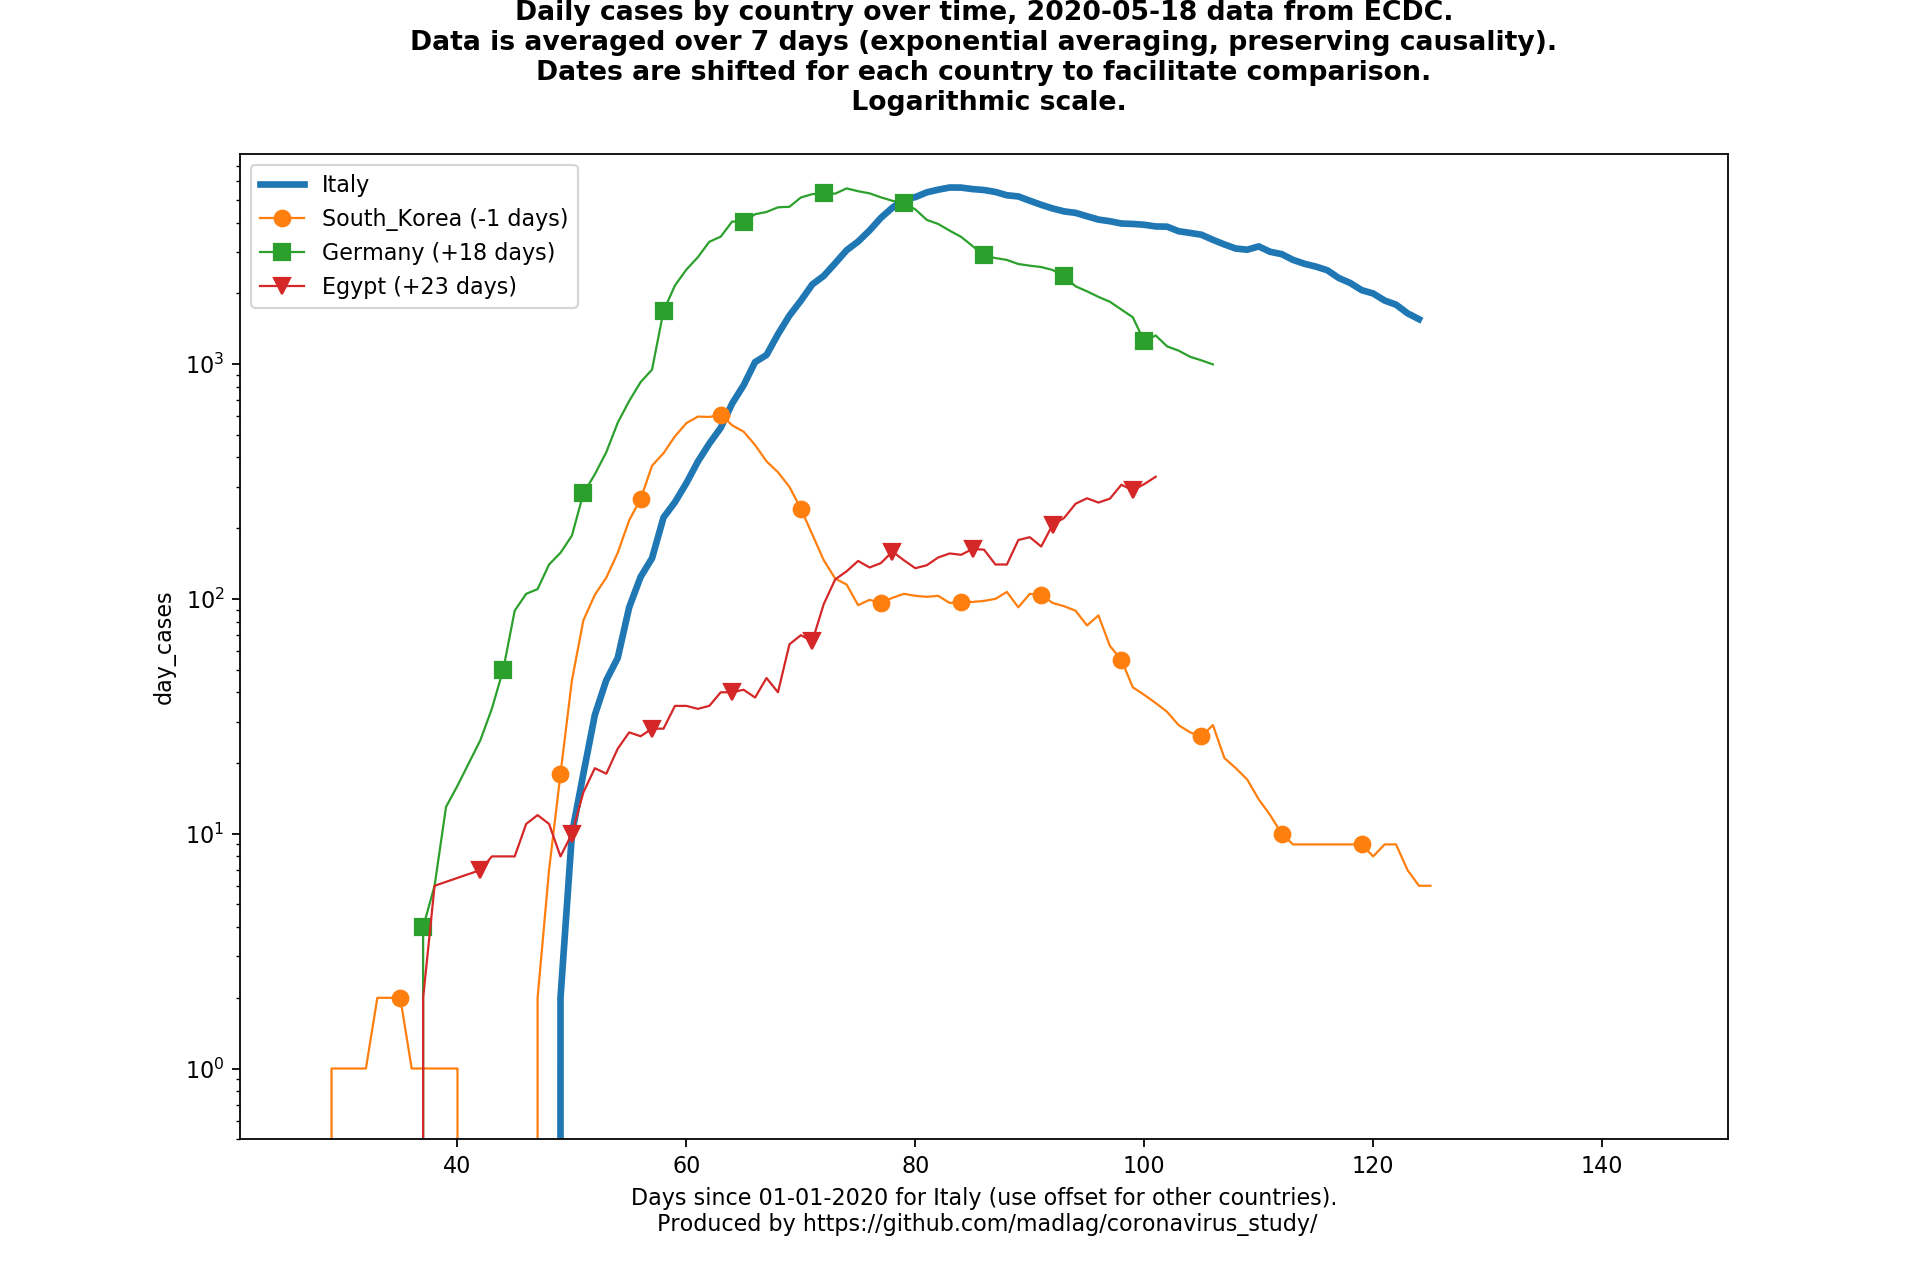 Daily cases by country over time, 2020-05-18 data from ECDC.
Data is averaged over 7 days (exponential averaging, preserving causality).
Dates are shifted for each country to facilitate comparison.
Logarithmic scale.
Italy
South_Korea (-1 days)
Germany (+18 days)
Egypt (+23 days)
day_cases
10³
10²
10¹
10⁰
40 60 80 100 120 140
Days since 01-01-2020 for Italy (use offset for other countries).
Produced by https://github.com/madlag/coronavirus_study/